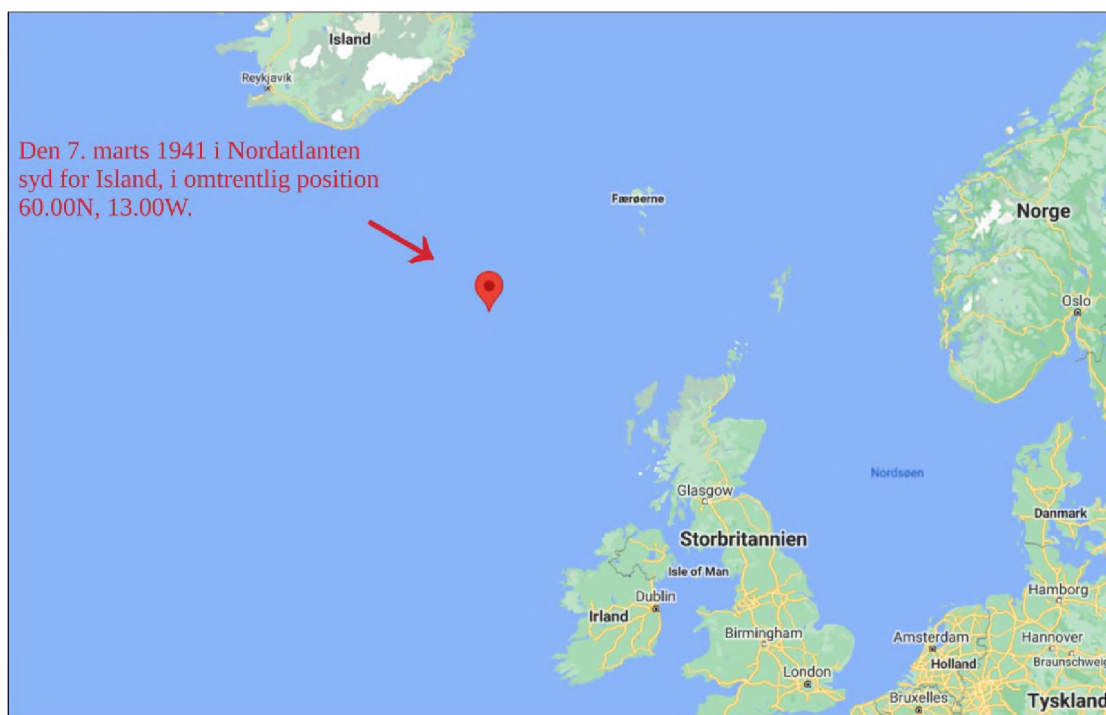 Island
Reykjavík
Den 7. marts 1941 i Nordatlanten
syd for Island, i omtrentlig position
60.00N, 13.00W.
Færøerne
Norge
Oslo
Nordsøen
Glasgow
Danmark
Storbritannien
Isle of Man
Hamborg
Dublin
Irland
Birmingham
Amsterdam
Hannover
Holland
Braunschweig
London
Bruxelles
Tyskland